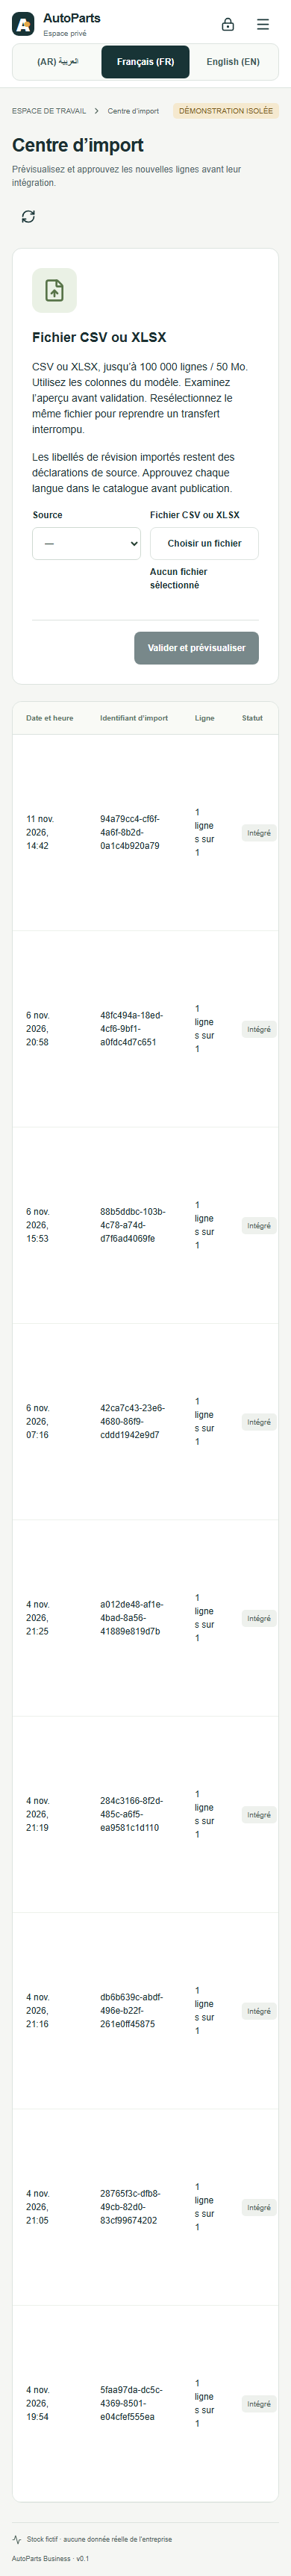 AutoParts
Espace privé
العربية (AR)
Français (FR)
English (EN)
ESPACE DE TRAVAIL > Centre d’import
DÉMONSTRATION ISOLÉE
Centre d’import
Prévisualisez et approuvez les nouvelles lignes avant leur
intégration.
Fichier CSV ou XLSX
CSV ou XLSX, jusqu’à 100 000 lignes / 50 Mo.
Utilisez les colonnes du modèle. Examinez
l’aperçu avant validation. Resélectionnez le
même fichier pour reprendre un transfert
interrompu.
Les libellés de révision importés restent des
déclarations de source. Approuvez chaque
langue dans le catalogue avant publication.
Source
—
Fichier CSV ou XLSX
Choisir un fichier
Aucun fichier
sélectionné
Valider et prévisualiser
Date et heure
Identifiant d’import
Ligne
Statut
11 nov.
2026,
14:42
94a79cc4-cf6f-
4a6f-8b2d-
0a1c4b920a79
1
ligne
s sur
1
Intégré
6 nov.
2026,
20:58
48fc494a-18ed-
4cf6-9bf1-
a0fdc4d7c651
1
ligne
s sur
1
Intégré
6 nov.
2026,
15:53
88b5ddbc-103b-
4c78-a74d-
d7f6ad4069fe
1
ligne
s sur
1
Intégré
6 nov.
2026,
07:16
42ca7c43-23e6-
4680-86f9-
cddd1942e9d7
1
ligne
s sur
1
Intégré
4 nov.
2026,
21:25
a012de48-af1e-
4bad-8a56-
41889e819d7b
1
ligne
s sur
1
Intégré
4 nov.
2026,
21:19
284c3166-8f2d-
485c-a6f5-
ea9581c1d110
1
ligne
s sur
1
Intégré
4 nov.
2026,
21:16
db6b639c-abdf-
496e-b22f-
261e0ff45875
1
ligne
s sur
1
Intégré
4 nov.
2026,
21:05
28765f3c-dfb8-
49cb-82d0-
83cf99674202
1
ligne
s sur
1
Intégré
4 nov.
2026,
19:54
5faa97da-dc5c-
4369-8501-
e04cfef555ea
1
ligne
s sur
1
Intégré
Stock fictif · aucune donnée réelle de l’entreprise
AutoParts Business · v0.1